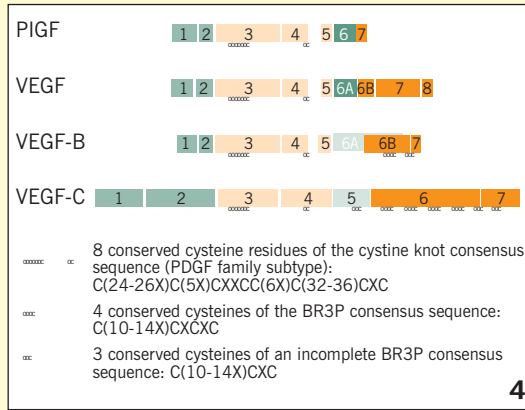 PlGF 1 2 3 4 5 6 7
VEGF 1 2 3 4 5 6A 6B 7 8
VEGF-B 1 2 3 4 5 6A 6B 7
VEGF-C 1 2 3 4 5 6 7
8 conserved cysteine residues of the cystine knot consensus
sequence (PDGF family subtype):
C(24-26X)C(5X)CXXCC(6X)C(32-36)CXC
4 conserved cysteines of the BR3P consensus sequence:
C(10-14X)CXCXC
3 conserved cysteines of an incomplete BR3P consensus
sequence: C(10-14X)CXC
4